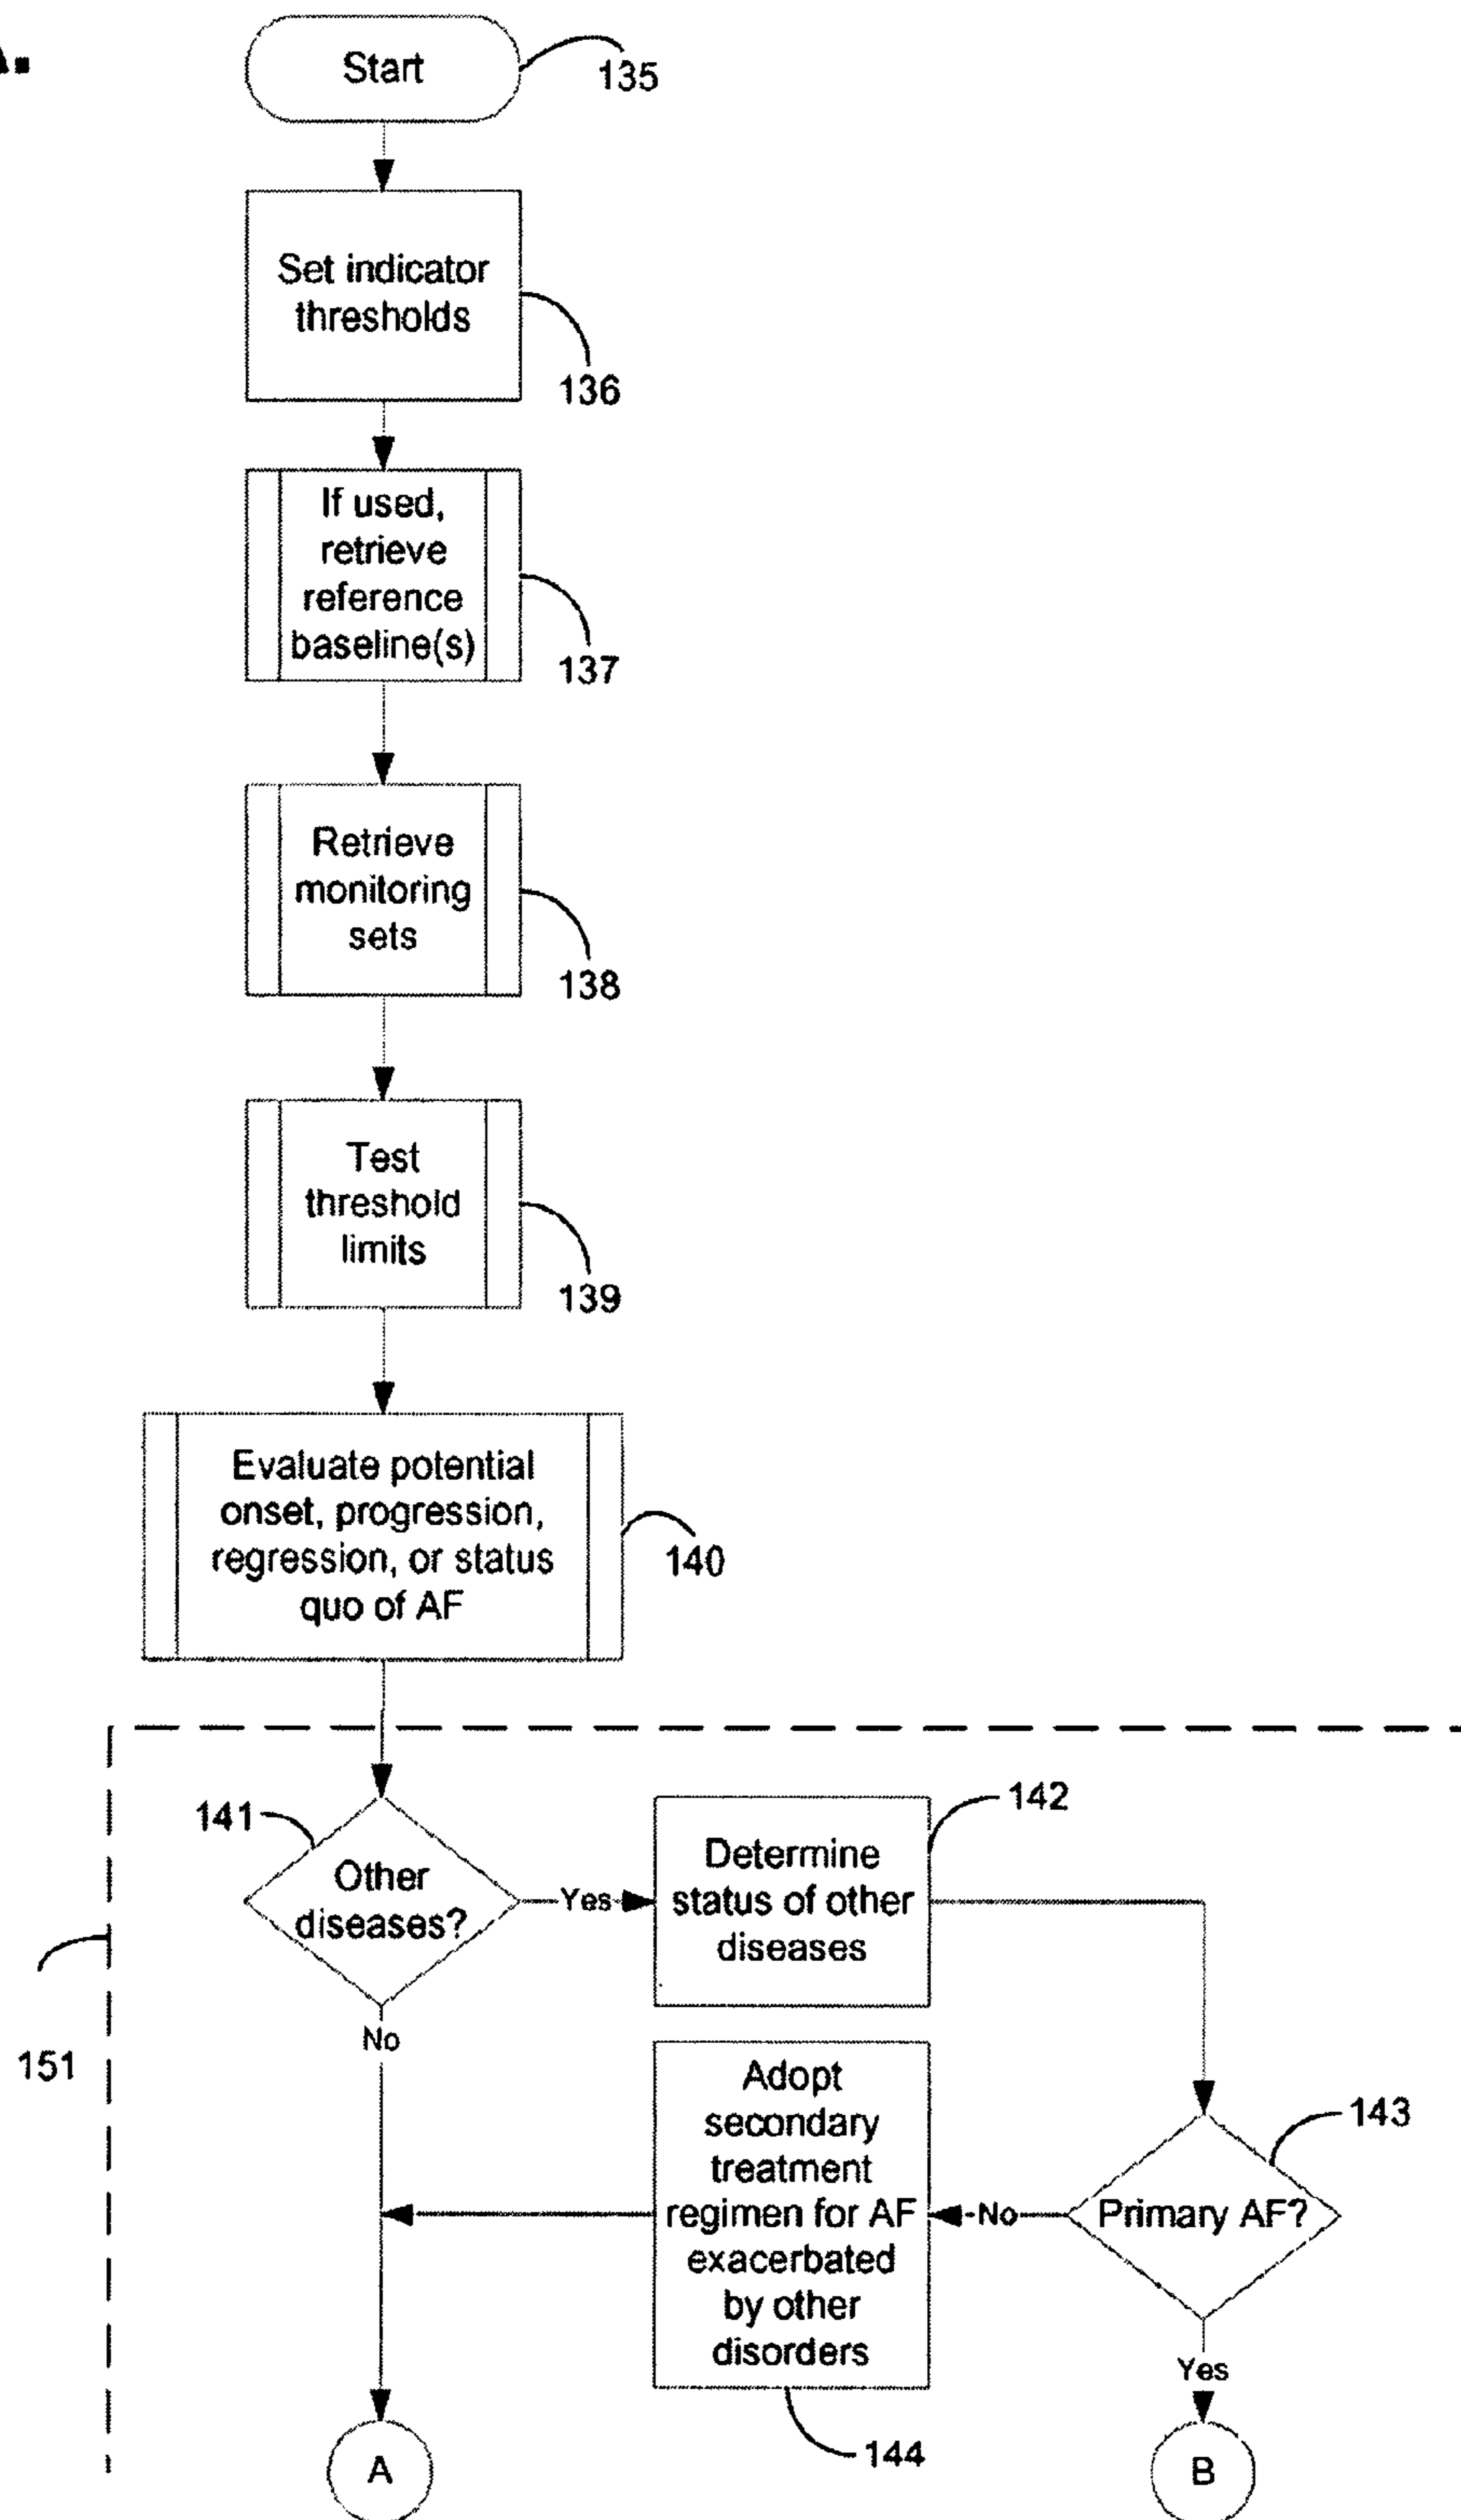 Start
135
Set indicator
thresholds
136
If used,
retrieve
reference
baseline(s)
137
Retrieve
monitoring
sets
138
Test
threshold
limits
139
Evaluate potential
onset, progression,
regression, or status
quo of AF
140
141
Other
diseases?
Yes
142
Determine
status of other
diseases
No
151
Adopt
secondary
treatment
regimen for AF
exacerbated
by other
disorders
144
No
143
Primary AF?
Yes
A
B